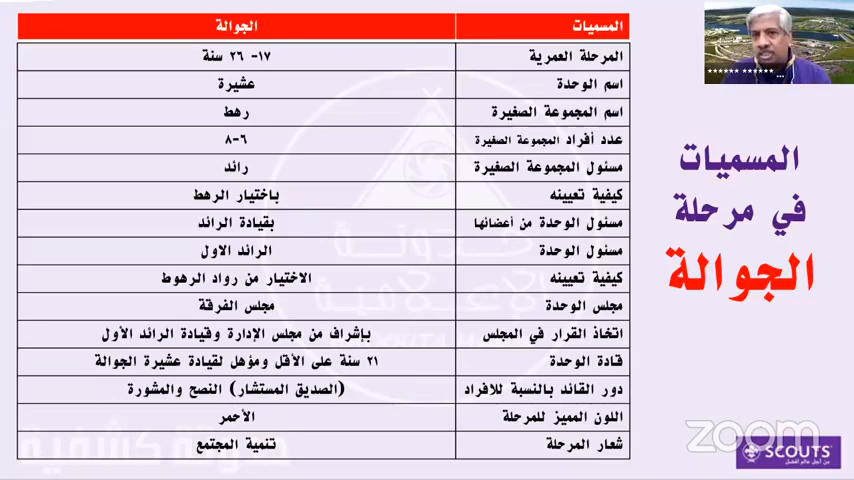 المسميات	الجوالة
المرحلة العمرية	١٧- ٢٦ سنة
اسم الوحدة	عشيرة
اسم المجموعة الصغيرة	رهط
عدد أفراد المجموعة الصغيرة	٦-٨
مسئول المجموعة الصغيرة	رائد
كيفية تعيينه	باختيار الرهط
مسئول الوحدة من أعضائها	بقيادة الرائد
مسئول الوحدة	الرائد الاول
كيفية تعيينه	الاختيار من رواد الرهوط
مجلس الوحدة	مجلس الفرقة
اتخاذ القرار في المجلس	بإشراف من مجلس الإدارة وقيادة الرائد الأول
قادة الوحدة	٢١ سنة على الأقل ومؤهل لقيادة عشيرة الجوالة
دور القائد بالنسبة للافراد	(الصديق المستشار) النصح والمشورة
اللون المميز للمرحلة	الأحمر
شعار المرحلة	تنمية المجتمع
****** ****** ...
المسميات
في مرحلة
الجوالة
zoom
SCOUTS
من أجل عالم أفضل